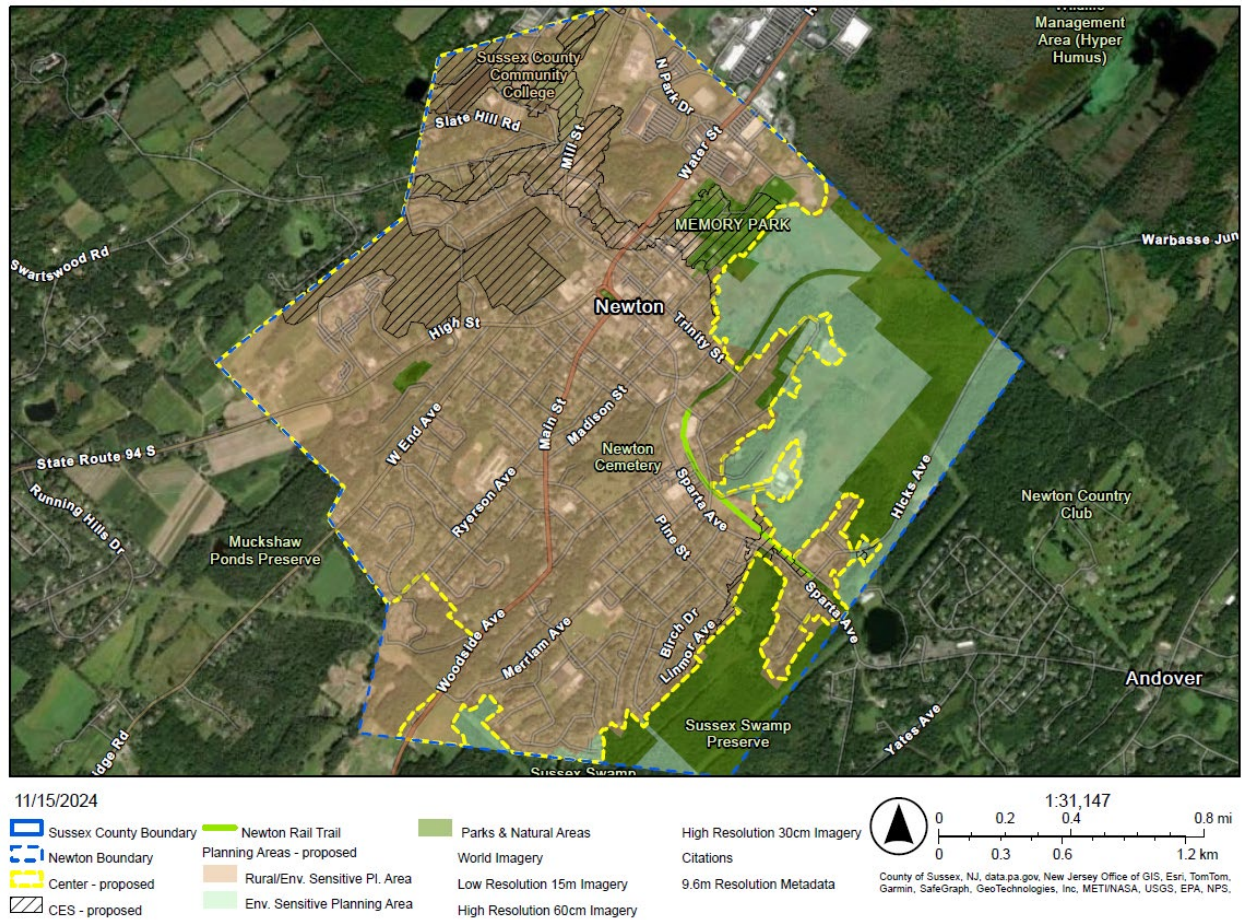 Wildlife
Management
Area (Hyper
Humus)
Sussex County
Community
College
N Park Dr
Slate Hill Rd
Mill St
Water St
MEMORY PARK
Swartswood Rd
Warbasse Jun
Newton
High St
Trinity St
Main St
Madison St
W End Ave
State Route 94 S
Newton
Cemetery
Running Hills Dr
Ryerson Ave
Sparta Ave
Hicks Ave
Newton Country
Club
Pine St
Muckshaw
Ponds Preserve
Sparta Ave
Woodside Ave
Merriam Ave
Birch Dr
Linmor Ave
Andover
Sussex Swamp
Preserve
Yates Ave
idge Rd
Sussex Swamp
11/15/2024
Sussex County Boundary
Newton Boundary
Center - proposed
CES - proposed
Newton Rail Trail
Planning Areas - proposed
Rural/Env. Sensitive Pl. Area
Env. Sensitive Planning Area
Parks & Natural Areas
World Imagery
Low Resolution 15m Imagery
High Resolution 60cm Imagery
High Resolution 30cm Imagery
Citations
9.6m Resolution Metadata
1:31,147
0 0.2 0.4 0.8 mi
0 0.3 0.6 1.2 km
County of Sussex, NJ, data.pa.gov, New Jersey Office of GIS, Esri, TomTom,
Garmin, SafeGraph, GeoTechnologies, Inc, METI/NASA, USGS, EPA, NPS,